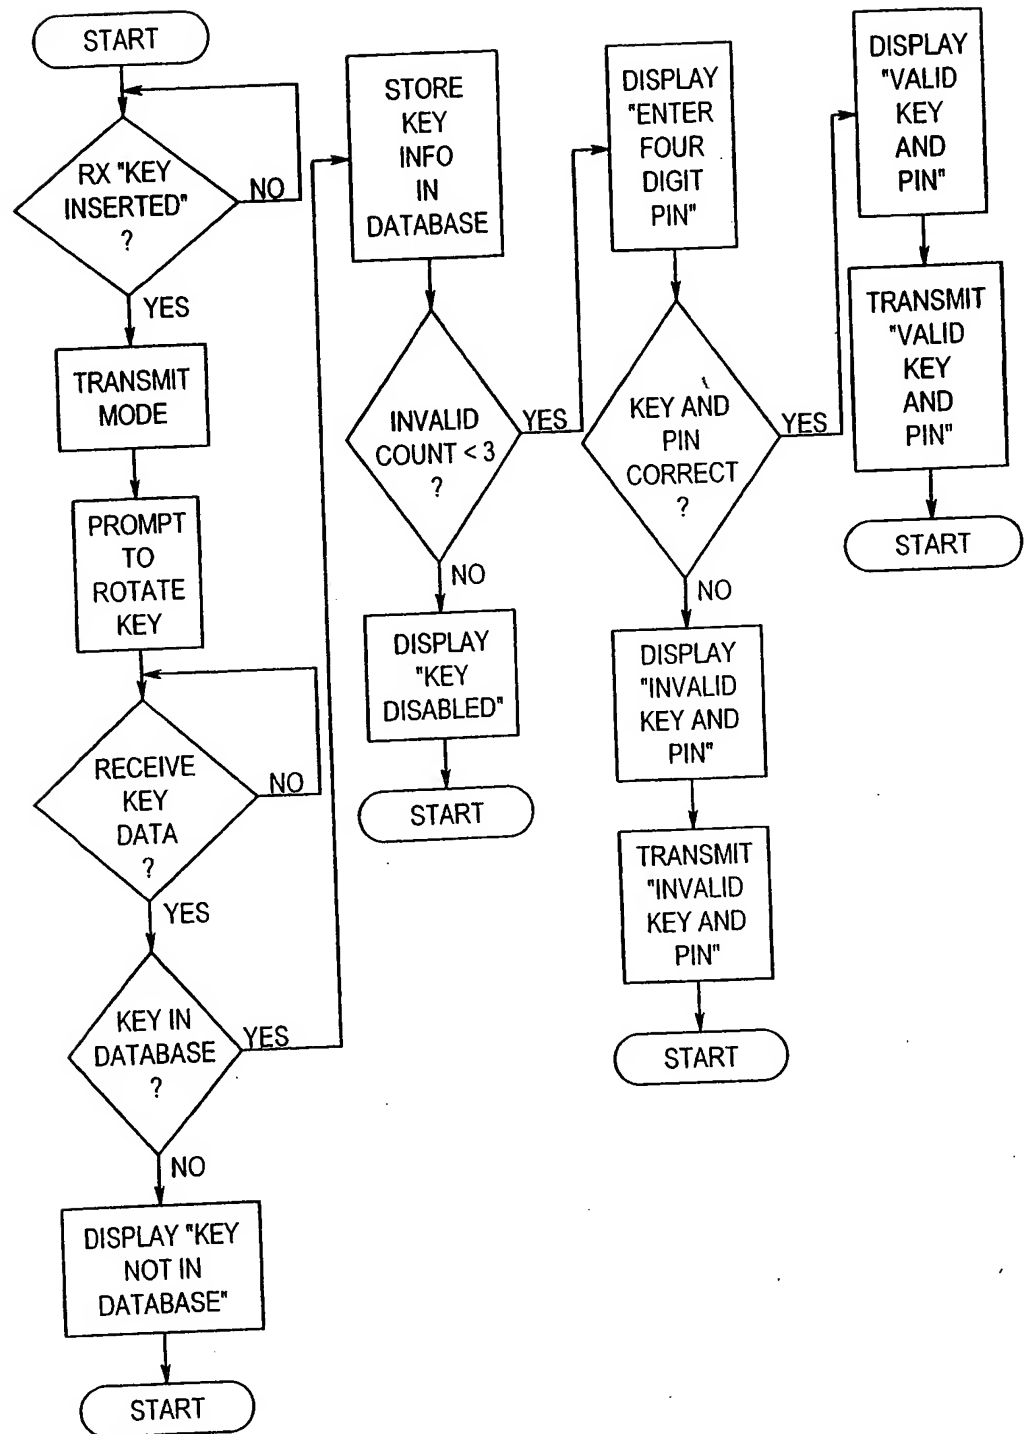 START
RX "KEY
INSERTED"
?
NO
YES
TRANSMIT
MODE
PROMPT
TO
ROTATE
KEY
RECEIVE
KEY
DATA
?
NO
YES
KEY IN
DATABASE
?
YES
NO
DISPLAY "KEY
NOT IN
DATABASE"
START
STORE
KEY
INFO
IN
DATABASE
INVALID
COUNT < 3
?
YES
NO
DISPLAY
"KEY
DISABLED"
START
DISPLAY
"ENTER
FOUR
DIGIT
PIN"
KEY AND
PIN
CORRECT
?
YES
NO
DISPLAY
"INVALID
KEY AND
PIN"
TRANSMIT
"INVALID
KEY AND
PIN"
START
DISPLAY
"VALID
KEY
AND
PIN"
TRANSMIT
"VALID
KEY
AND
PIN"
START